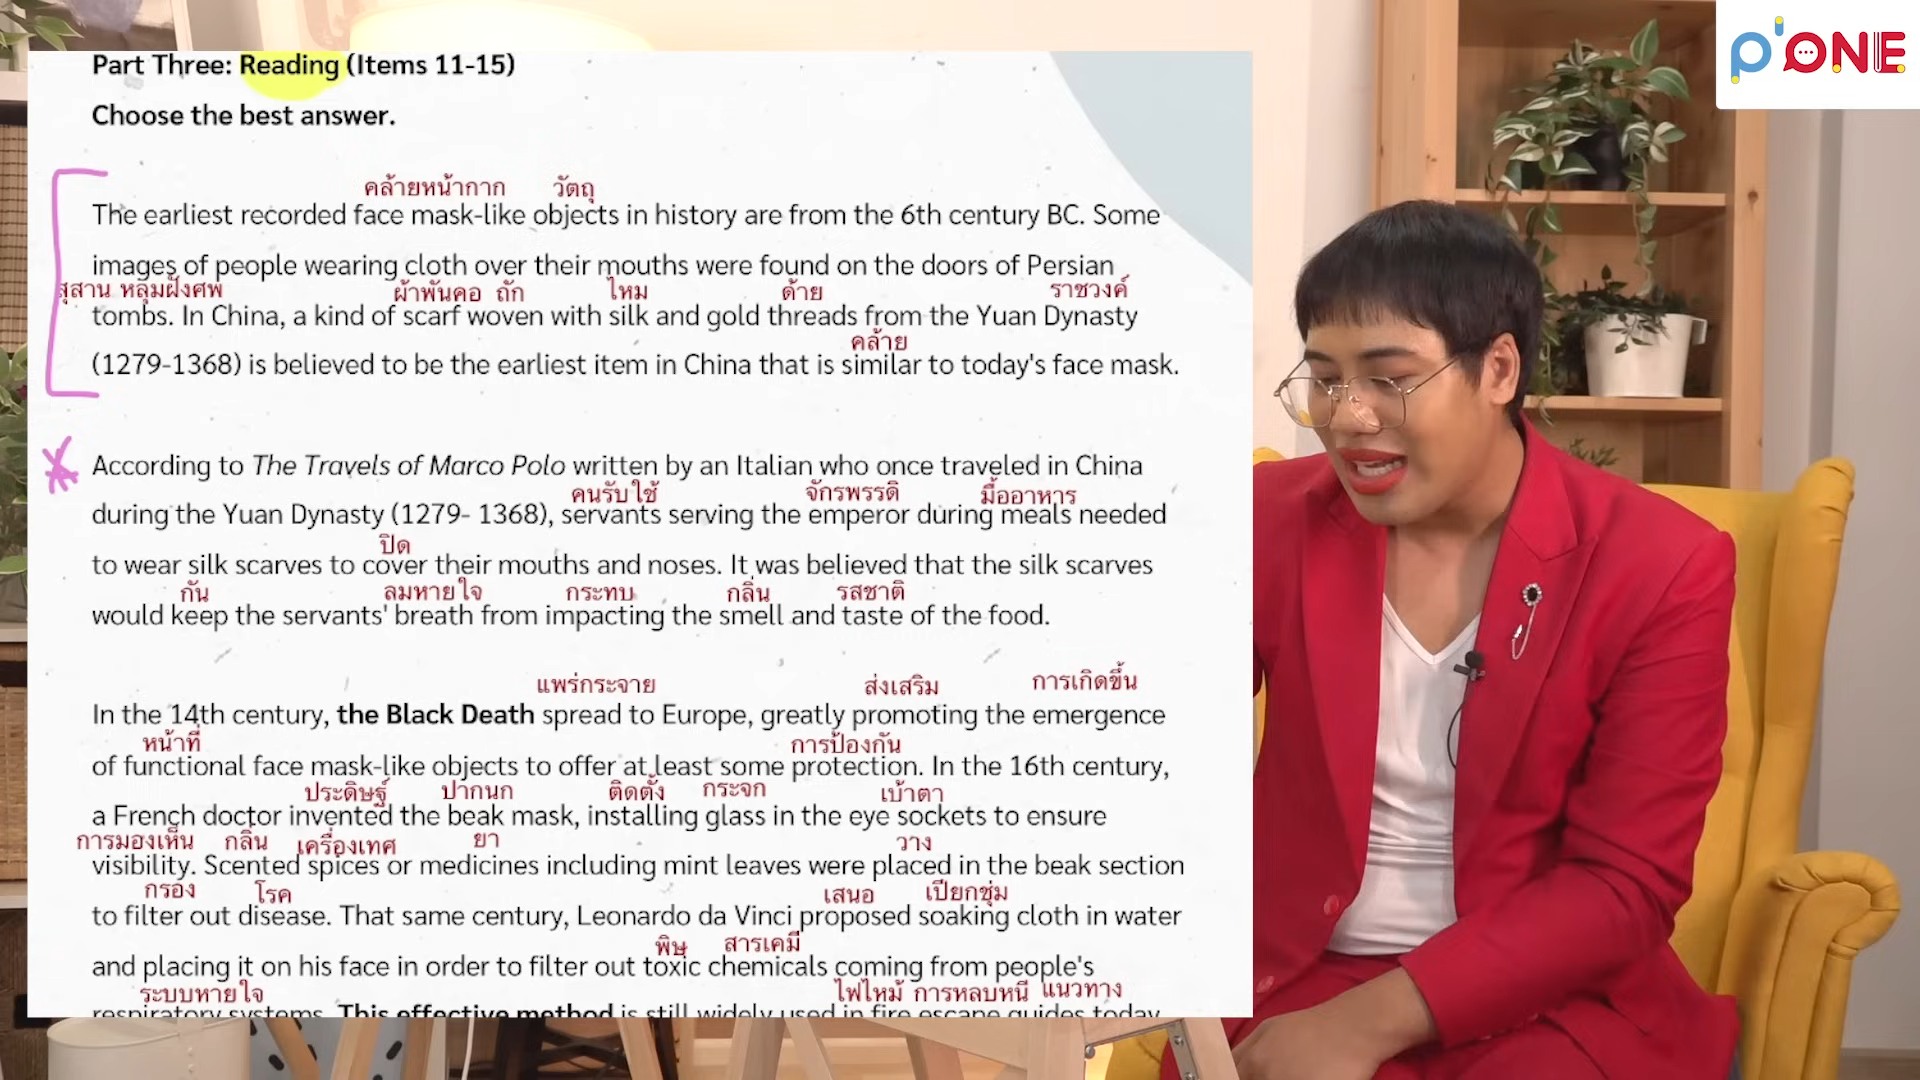 P'ONE
Part Three: Reading (Items 11-15)
Choose the best answer.
คล้ายหน้ากาก วัตถุ
The earliest recorded face mask-like objects in history are from the 6th century BC. Some
images of people wearing cloth over their mouths were found on the doors of Persian
สุสาน หลุมฝังศพ ผ้าพันคอ ถัก ไหม ด้าย ราชวงค์
tombs. In China, a kind of scarf woven with silk and gold threads from the Yuan Dynasty
คล้าย
(1279-1368) is believed to be the earliest item in China that is similar to today's face mask.
According to The Travels of Marco Polo written by an Italian who once traveled in China
คนรับใช้ จักรพรรดิ มื้ออาหาร
during the Yuan Dynasty (1279- 1368), servants serving the emperor during meals needed
ปิด
to wear silk scarves to cover their mouths and noses. It was believed that the silk scarves
กัน ลมหายใจ กระทบ กลิ่น รสชาติ
would keep the servants' breath from impacting the smell and taste of the food.
แพร่กระจาย ส่งเสริม การเกิดขึ้น
In the 14th century, the Black Death spread to Europe, greatly promoting the emergence
หน้าที่ การป้องกัน
of functional face mask-like objects to offer at least some protection. In the 16th century,
ประดิษฐ์ ปากนก ติดตั้ง กระจก เบ้าตา
a French doctor invented the beak mask, installing glass in the eye sockets to ensure
การมองเห็น กลิ่น เครื่องเทศ ยา วาง
visibility. Scented spices or medicines including mint leaves were placed in the beak section
กรอง โรค เสนอ เปียกชุ่ม
to filter out disease. That same century, Leonardo da Vinci proposed soaking cloth in water
พิษ สารเคมี
and placing it on his face in order to filter out toxic chemicals coming from people's
ระบบหายใจ ไฟไหม้ การหลบหนี แนวทาง
respiratory systems. This effective method is still widely used in fire escape guides today.